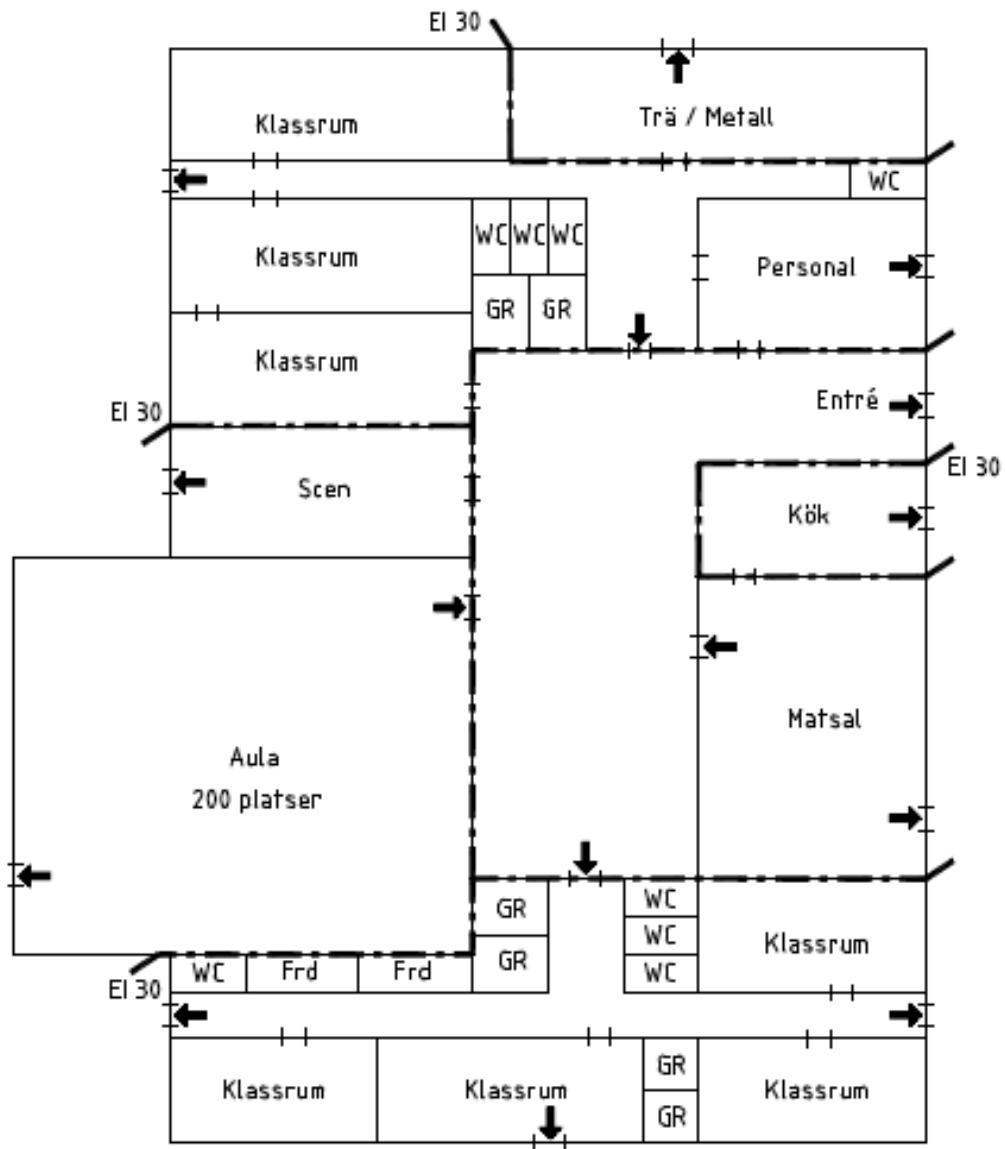 EI 30
Klassrum
Trä / Metall
WC
Klassrum
WC
WC
WC
Personal
GR
GR
Klassrum
EI 30
Entré
EI 30
Scen
Kök
Matsal
Aula
200 platser
GR
WC
WC
Klassrum
GR
WC
WC
Frd
Frd
EI 30
Klassrum
Klassrum
GR
Klassrum
GR